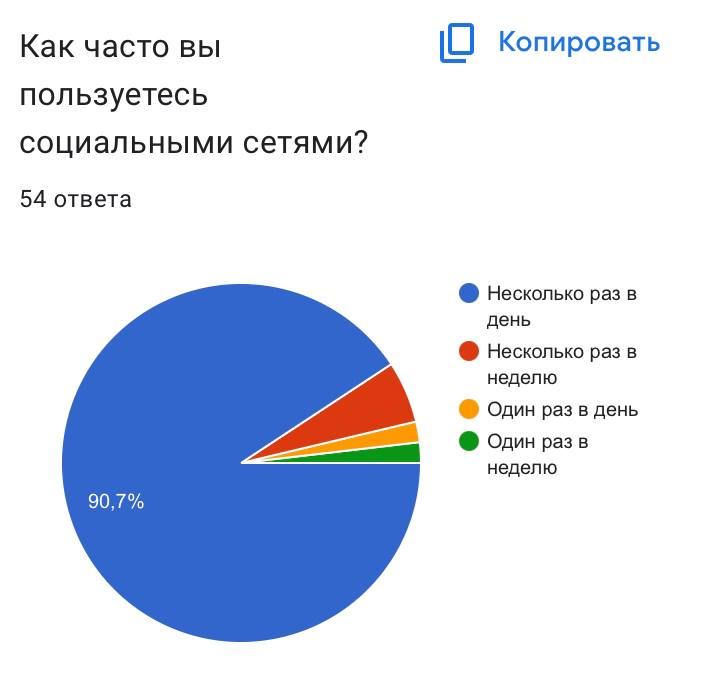 Как часто вы
пользуетесь
социальными сетями?
Копировать
54 ответа
Несколько раз в
день
Несколько раз в
неделю
Один раз в день
Один раз в
неделю
90,7%